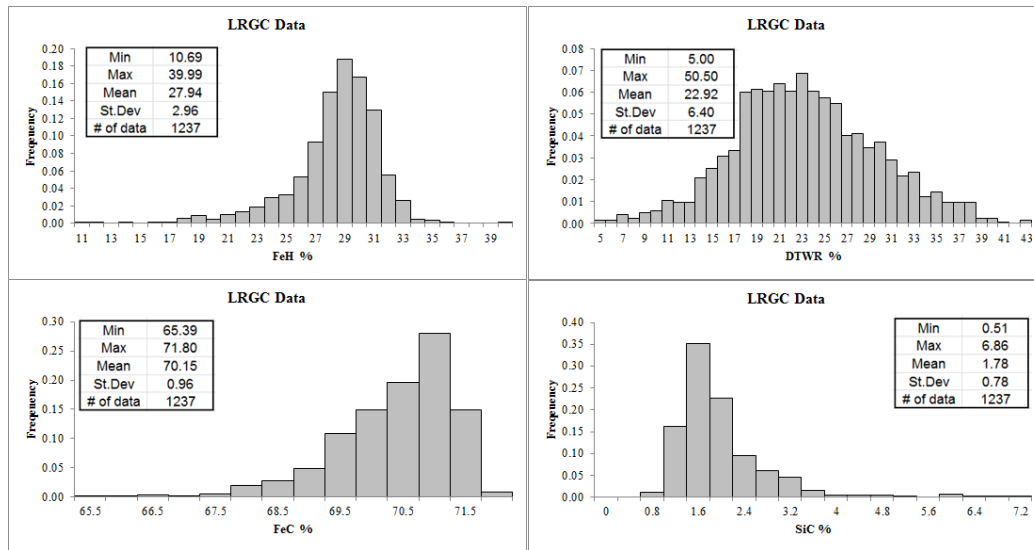 LRGC Data
Min 10.69
Max 39.99
Mean 27.94
St.Dev 2.96
# of data 1237
0.20
0.18
0.16
0.14
0.12
0.10
0.08
0.06
0.04
0.02
0.00
11 13 15 17 19 21 23 25 27 29 31 33 35 37 39
FeH %
LRGC Data
Min 5.00
Max 50.50
Mean 22.92
St.Dev 6.40
# of data 1237
0.08
0.07
0.06
0.05
0.04
0.03
0.02
0.01
0.00
5 7 9 11 13 15 17 19 21 23 25 27 29 31 33 35 37 39 41 43
DTWR %
LRGC Data
Min 65.39
Max 71.80
Mean 70.15
St.Dev 0.96
# of data 1237
0.30
0.25
0.20
0.15
0.10
0.05
0.00
65.5 66.5 67.5 68.5 69.5 70.5 71.5
FeC %
LRGC Data
Min 0.51
Max 6.86
Mean 1.78
St.Dev 0.78
# of data 1237
0.40
0.35
0.30
0.25
0.20
0.15
0.10
0.05
0.00
0 0.8 1.6 2.4 3.2 4 4.8 5.6 6.4 7.2
SiC %